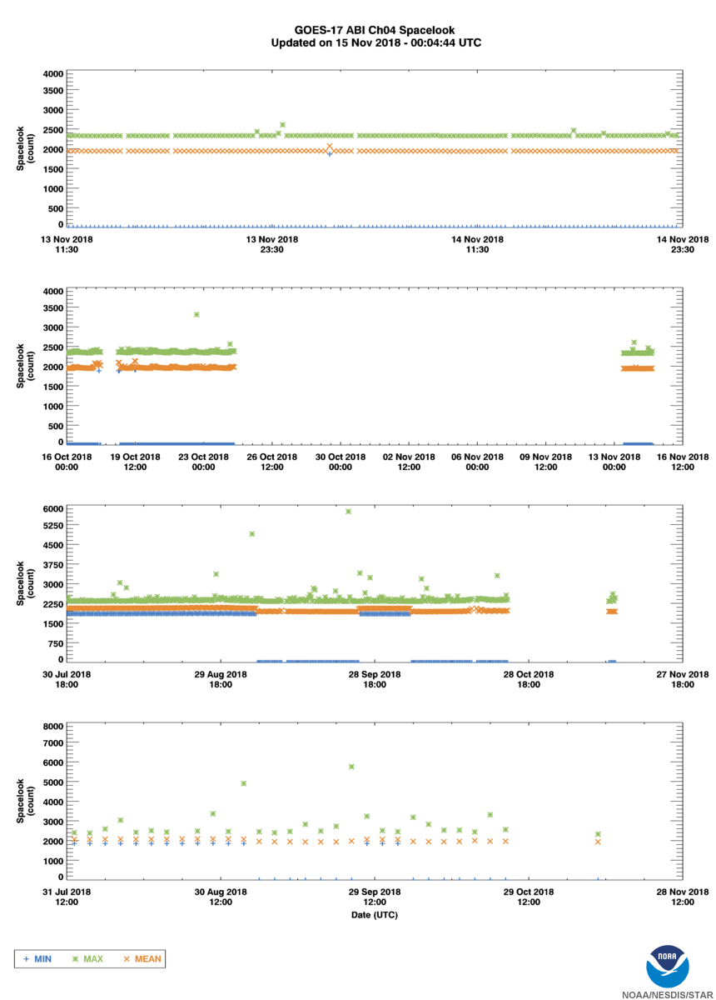 GOES-17 ABI Ch04 Spacelook
Updated on 15 Nov 2018 - 00:04:44 UTC
Spacelook
(count)
4000
3500
3000
2500
2000
1500
1000
500
0
13 Nov 2018 13 Nov 2018 14 Nov 2018 14 Nov 2018
11:30 23:30 11:30 23:30
Spacelook
(count)
4000
3500
3000
2500
2000
1500
1000
500
0
16 Oct 2018 19 Oct 2018 23 Oct 2018 26 Oct 2018 30 Oct 2018 02 Nov 2018 06 Nov 2018 09 Nov 2018 13 Nov 2018 16 Nov 2018
00:00 12:00 00:00 12:00 00:00 12:00 00:00 12:00 00:00 12:00
Spacelook
(count)
6000
5250
4500
3750
3000
2250
1500
750
0
30 Jul 2018 29 Aug 2018 28 Sep 2018 28 Oct 2018 27 Nov 2018
18:00 18:00 18:00 18:00 18:00
Spacelook
(count)
8000
7000
6000
5000
4000
3000
2000
1000
0
31 Jul 2018 30 Aug 2018 29 Sep 2018 29 Oct 2018 28 Nov 2018
12:00 12:00 12:00 12:00 12:00
Date (UTC)
MIN MAX MEAN
NOAA
NOAA/NESDIS/STAR